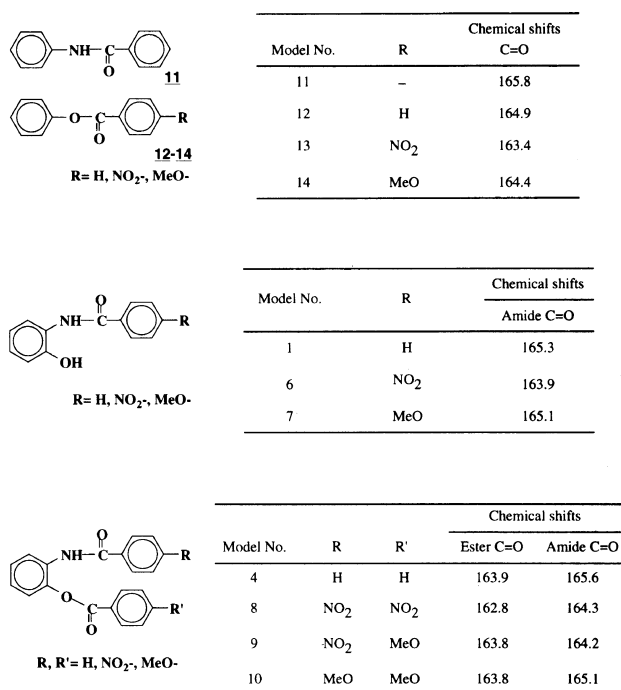 NH C
O
11
O C R
O
12-14
R= H, NO2-, MeO-
Chemical shifts
Model No. R C=O
11 – 165.8
12 H 164.9
13 NO2 163.4
14 MeO 164.4
O
NH C R
OH
R= H, NO2-, MeO-
Chemical shifts
Model No. R
Amide C=O
1 H 165.3
6 NO2 163.9
7 MeO 165.1
O
NH C R
O C R'
O
R, R'= H, NO2-, MeO-
Chemical shifts
Model No. R R' Ester C=O Amide C=O
4 H H 163.9 165.6
8 NO2 NO2 162.8 164.3
9 NO2 MeO 163.8 164.2
10 MeO MeO 163.8 165.1